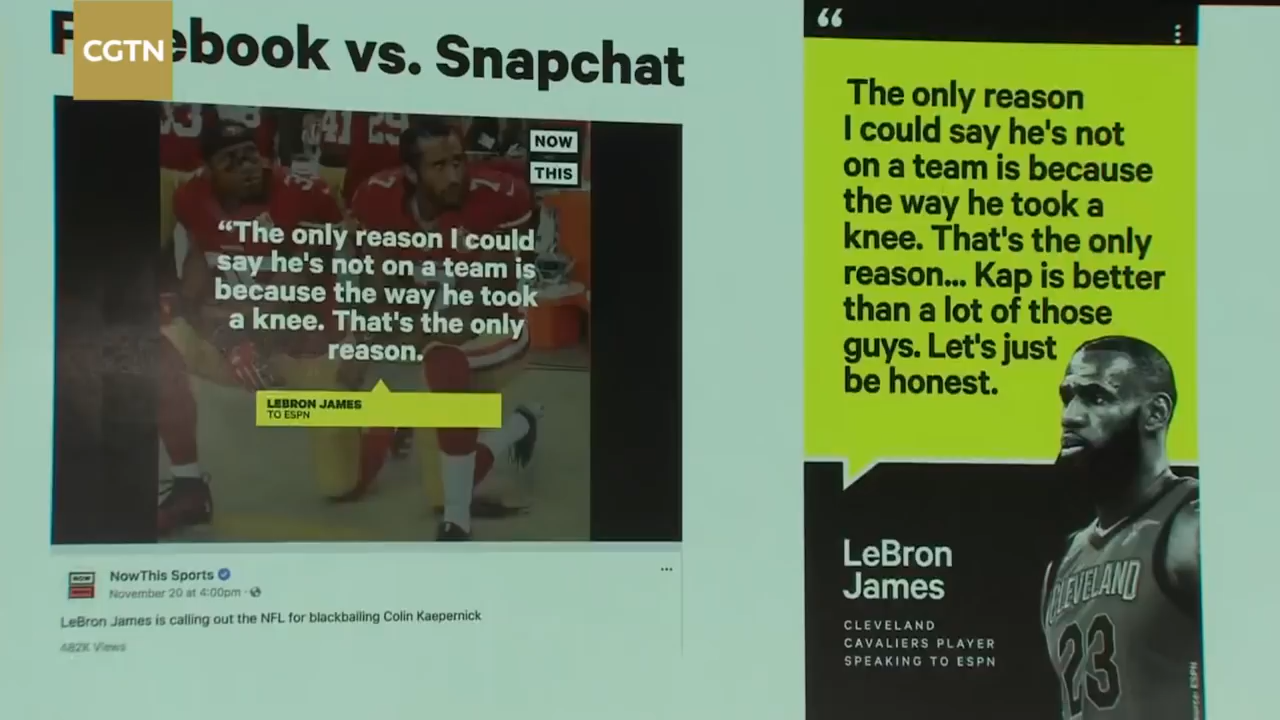 F ebook vs. Snapchat
CGTN
NOW
THIS
“The only reason I could
say he's not on a team is
because the way he took
a knee. That's the only
reason.
LEBRON JAMES
TO ESPN
NowThis Sports
November 20 at 4:00pm
LeBron James is calling out the NFL for blackbailing Colin Kaepernick
482K Views
“
The only reason
I could say he's not
on a team is because
the way he took a
knee. That's the only
reason... Kap is better
than a lot of those
guys. Let's just
be honest.
LeBron
James
CLEVELAND
CAVALIERS PLAYER
SPEAKING TO ESPN
CLEVELAND
23
ESPN